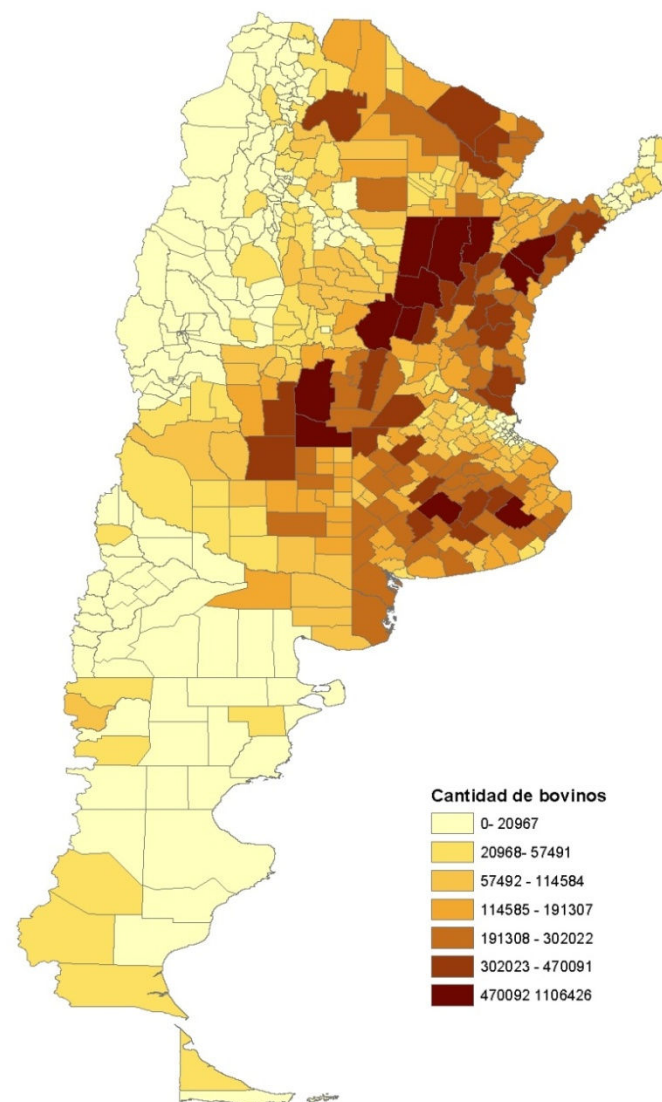 Cantidad de bovinos
0- 20967
20968- 57491
57492 - 114584
114585 - 191307
191308 - 302022
302023 - 470091
470092 1106426